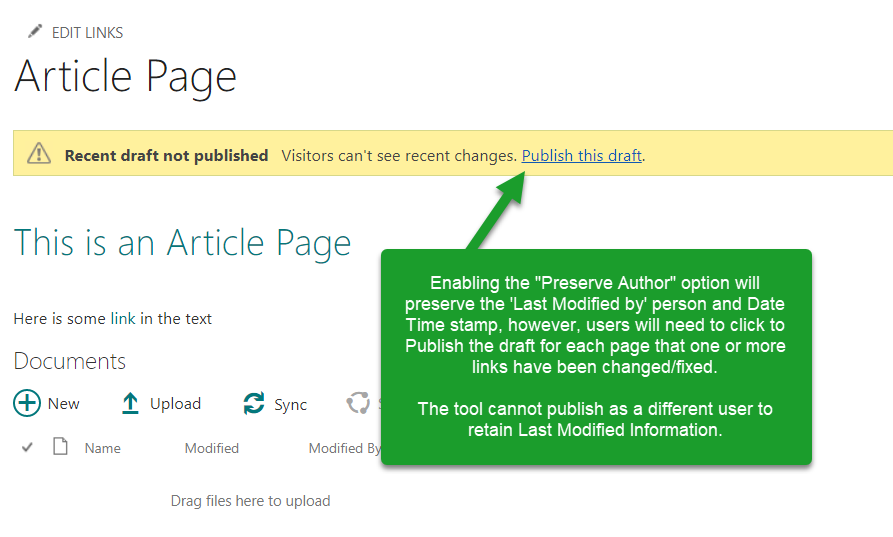 EDIT LINKS
Article Page
Recent draft not published Visitors can't see recent changes. Publish this draft.
This is an Article Page
Enabling the "Preserve Author" option will
preserve the 'Last Modified by' person and Date
Time stamp, however, users will need to click to
Publish the draft for each page that one or more
links have been changed/fixed.
The tool cannot publish as a different user to
retain Last Modified Information.
Here is some link in the text
Documents
New Upload Sync
Name Modified Modified By
Drag files here to upload